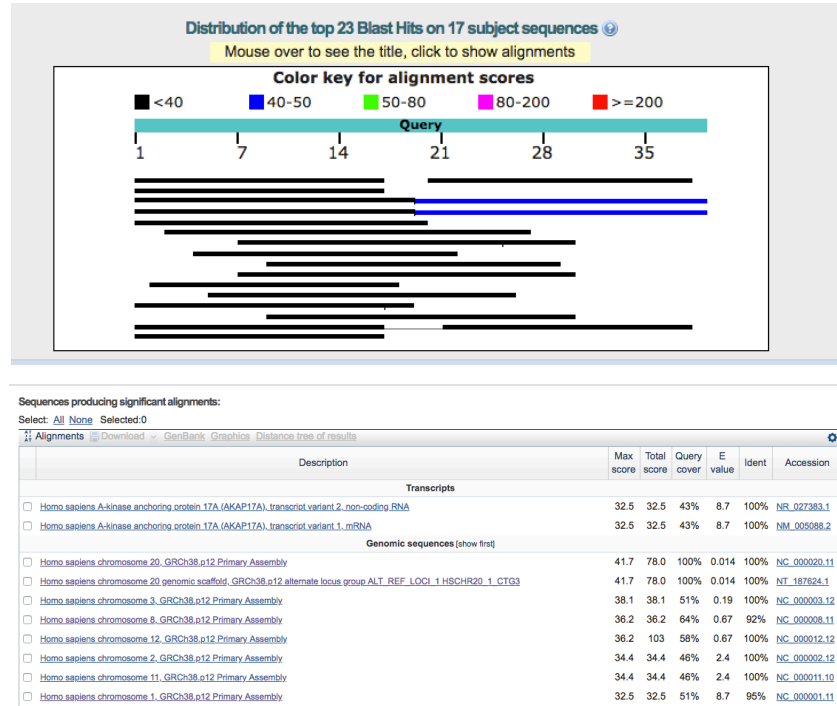 Distribution of the top 23 Blast Hits on 17 subject sequences
Mouse over to see the title, click to show alignments
Color key for alignment scores
<40 40-50 50-80 80-200 >=200
Query
1 7 14 21 28 35
Sequences producing significant alignments:
Select: All None Selected:0
Alignments Download GenBank Graphics Distance tree of results
Description Max score Total score Query cover E value Ident Accession
Transcripts
Homo sapiens A-kinase anchoring protein 17A (AKAP17A), transcript variant 2, non-coding RNA 32.5 32.5 43% 8.7 100% NR_027383.1
Homo sapiens A-kinase anchoring protein 17A (AKAP17A), transcript variant 1, mRNA 32.5 32.5 43% 8.7 100% NM_005088.2
Genomic sequences [show first]
Homo sapiens chromosome 20, GRCh38.p12 Primary Assembly 41.7 78.0 100% 0.014 100% NC_000020.11
Homo sapiens chromosome 20 genomic scaffold, GRCh38.p12 alternate locus group ALT_REF_LOCI_1 HSCHR20_1_CTG3 41.7 78.0 100% 0.014 100% NT_187624.1
Homo sapiens chromosome 3, GRCh38.p12 Primary Assembly 38.1 38.1 51% 0.19 100% NC_000003.12
Homo sapiens chromosome 8, GRCh38.p12 Primary Assembly 36.2 36.2 64% 0.67 92% NC_000008.11
Homo sapiens chromosome 12, GRCh38.p12 Primary Assembly 36.2 103 58% 0.67 100% NC_000012.12
Homo sapiens chromosome 2, GRCh38.p12 Primary Assembly 34.4 34.4 46% 2.4 100% NC_000002.12
Homo sapiens chromosome 11, GRCh38.p12 Primary Assembly 34.4 34.4 46% 2.4 100% NC_000011.10
Homo sapiens chromosome 1, GRCh38.p12 Primary Assembly 32.5 32.5 51% 8.7 95% NC_000001.11